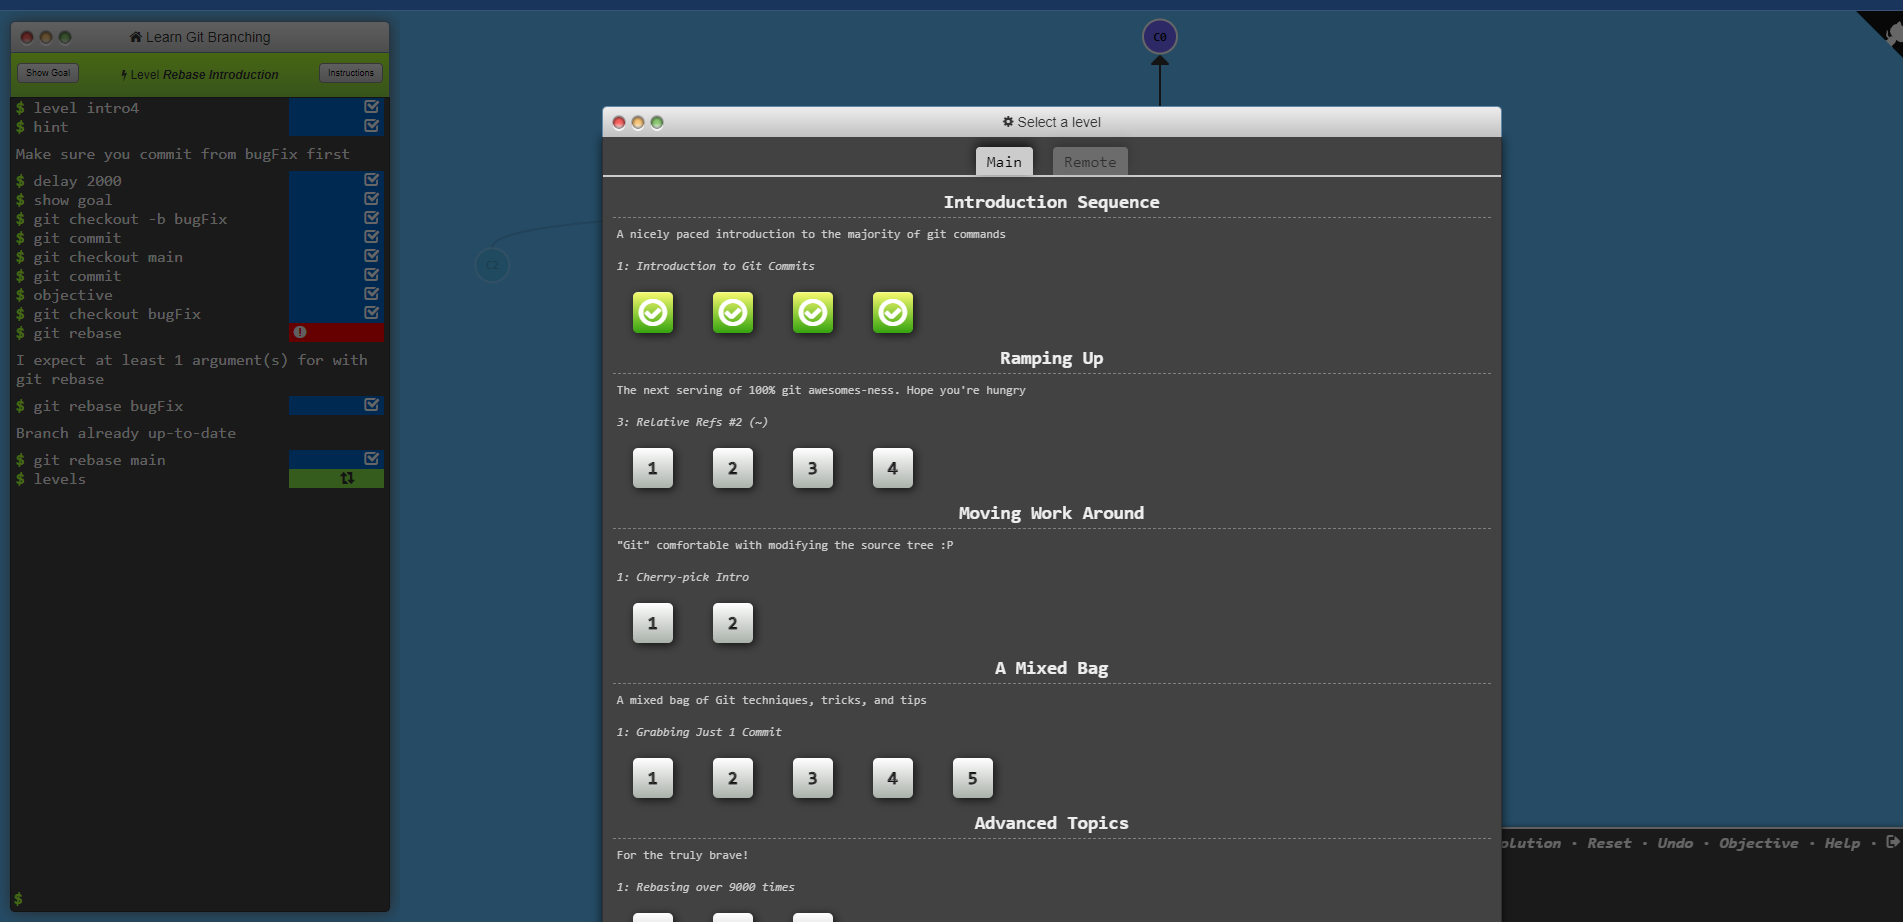 Learn Git Branching
Show Goal
Level Rebase Introduction
Instructions
$ level intro4
$ hint
Make sure you commit from bugFix first
$ delay 2000
$ show goal
$ git checkout -b bugFix
$ git commit
$ git checkout main
$ git commit
$ objective
$ git checkout bugFix
$ git rebase
I expect at least 1 argument(s) for with
git rebase
$ git rebase bugFix
Branch already up-to-date
$ git rebase main
$ levels
$
C0
C2
Select a level
Main
Remote
Introduction Sequence
A nicely paced introduction to the majority of git commands
1: Introduction to Git Commits
Ramping Up
The next serving of 100% git awesomes-ness. Hope you're hungry
3: Relative Refs #2 (~)
1 2 3 4
Moving Work Around
"Git" comfortable with modifying the source tree :P
1: Cherry-pick Intro
1 2
A Mixed Bag
A mixed bag of Git techniques, tricks, and tips
1: Grabbing Just 1 Commit
1 2 3 4 5
Advanced Topics
For the truly brave!
1: Rebasing over 9000 times
olution · Reset · Undo · Objective · Help ·